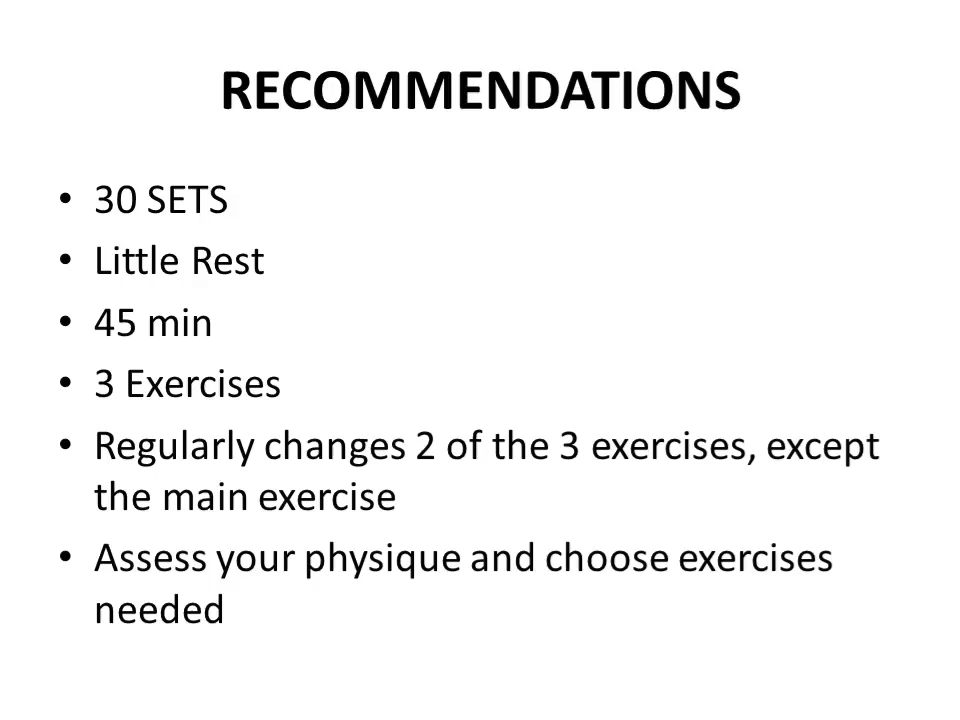 RECOMMENDATIONS
• 30 SETS
• Little Rest
• 45 min
• 3 Exercises
• Regularly changes 2 of the 3 exercises, except
the main exercise
• Assess your physique and choose exercises
needed